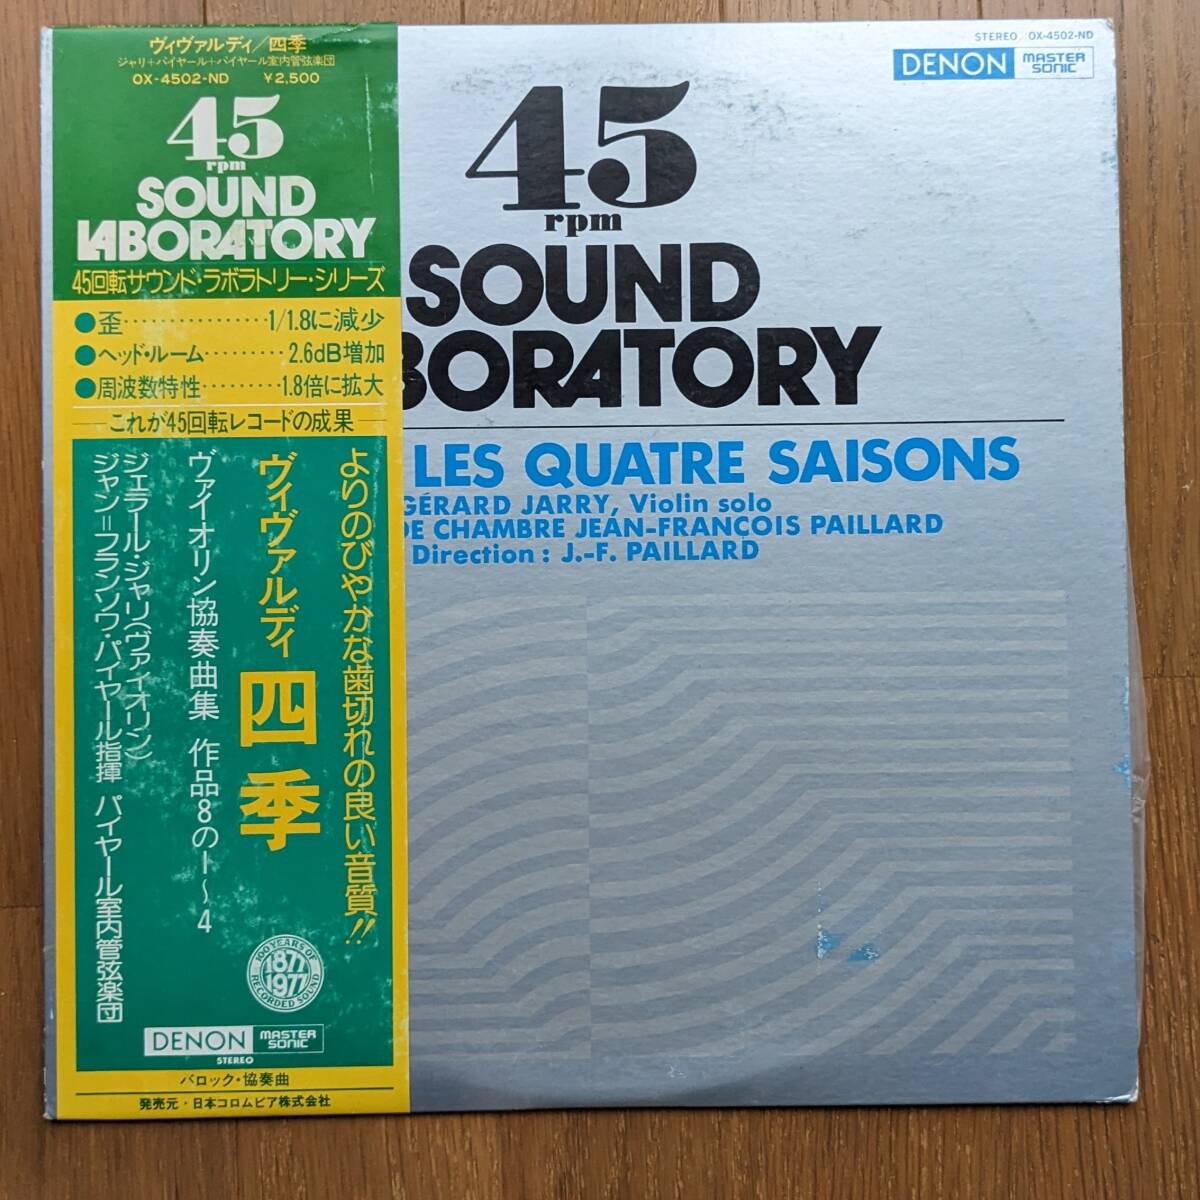 ヴィヴァルディ/四季
ジャリ+パイヤール+パイヤール室内管弦楽団
OX-4502-ND ¥2,500
45
rpm
SOUND
LABORATORY
45回転サウンド・ラボラトリー・シリーズ
●歪················1/1.8に減少
●ヘッド・ルーム·········2.6dB増加
●周波数特性·········1.8倍に拡大
これが45回転レコードの成果
よりのびやかな歯切れの良い音質!!
ヴィヴァルディ 四季
ヴァイオリン協奏曲集 作品8の1〜4
ジェラール・ジャリ(ヴァイオリン)
ジャン=フランソワ・パイヤール指揮 パイヤール室内管弦楽団
100 YEARS OF
1877
1977
RECORDED SOUND
DENON MASTER SONIC
STEREO
バロック・協奏曲
発売元・日本コロムビア株式会社
STEREO OX-4502-ND
DENON MASTER SONIC
45
rpm
SOUND
BORATORY
LES QUATRE SAISONS
GÉRARD JARRY, Violin solo
DE CHAMBRE JEAN-FRANÇOIS PAILLARD
Direction : J.-F. PAILLARD